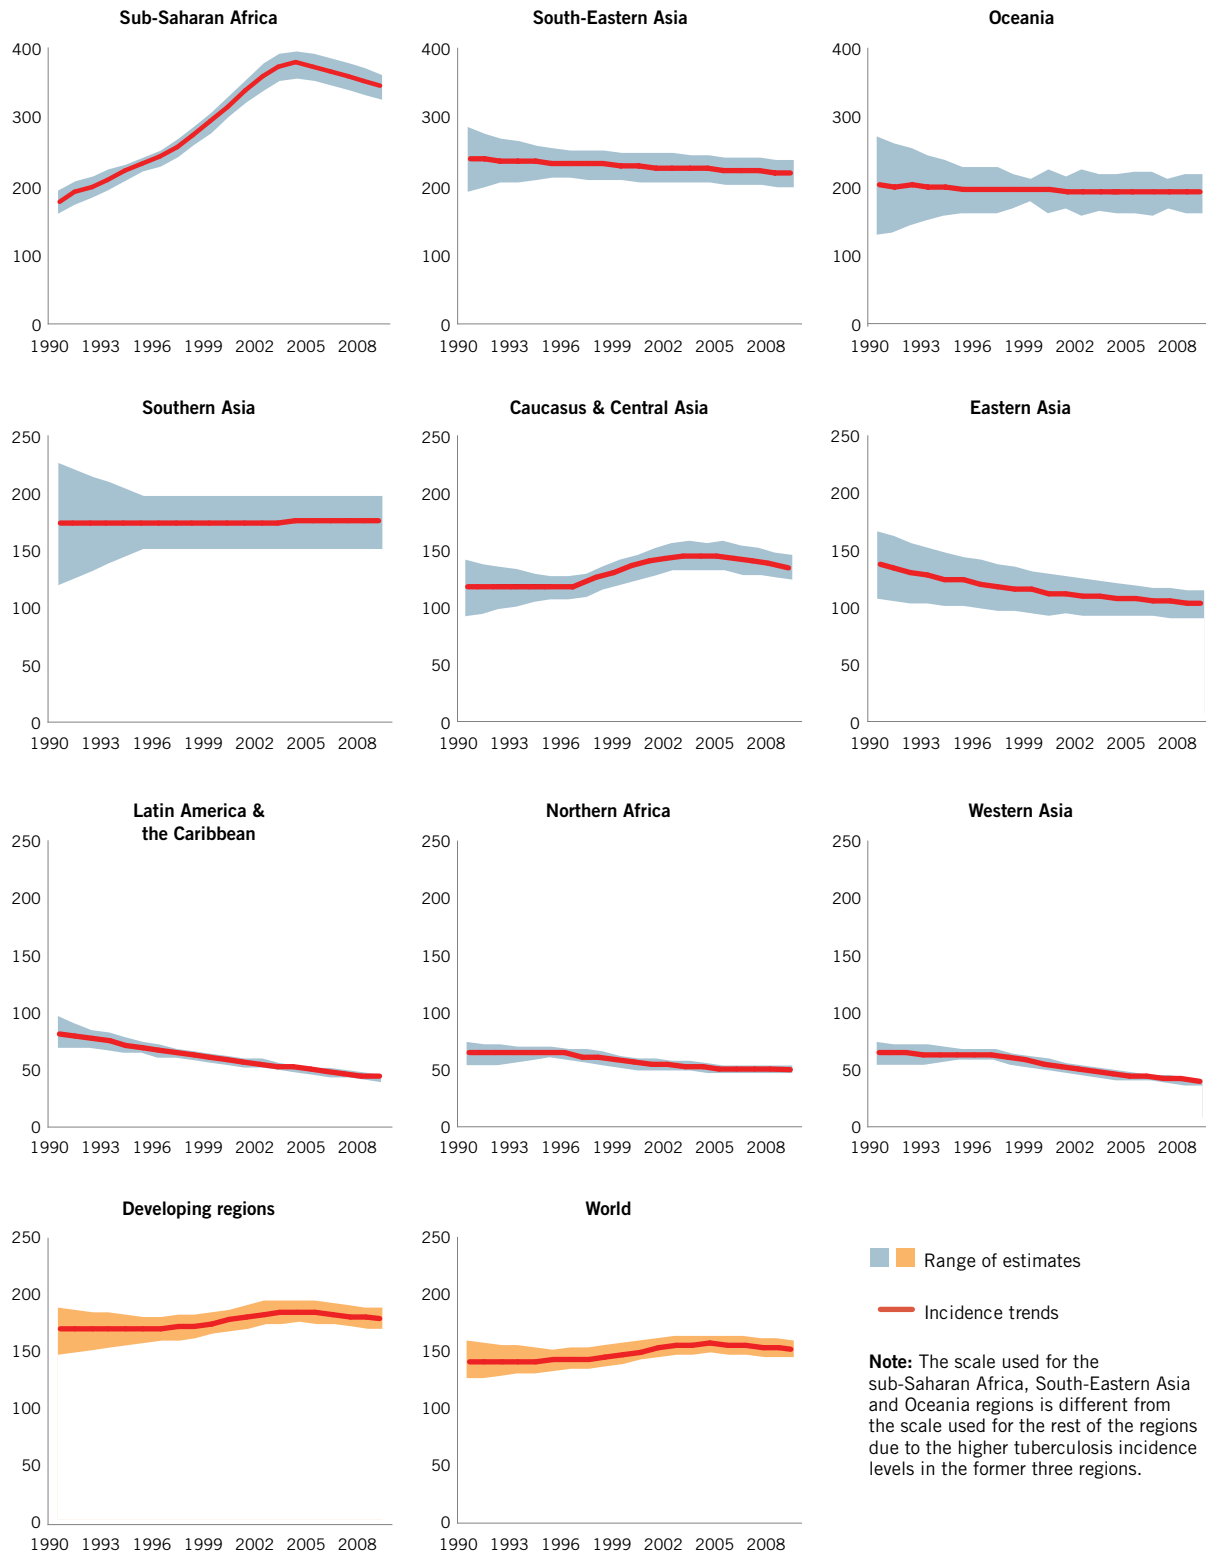 Sub-Saharan Africa
400
300
200
100
0
1990 1993 1996 1999 2002 2005 2008
South-Eastern Asia
400
300
200
100
0
1990 1993 1996 1999 2002 2005 2008
Oceania
400
300
200
100
0
1990 1993 1996 1999 2002 2005 2008
Southern Asia
250
200
150
100
50
0
1990 1993 1996 1999 2002 2005 2008
Caucasus & Central Asia
250
200
150
100
50
0
1990 1993 1996 1999 2002 2005 2008
Eastern Asia
250
200
150
100
50
0
1990 1993 1996 1999 2002 2005 2008
Latin America &
the Caribbean
250
200
150
100
50
0
1990 1993 1996 1999 2002 2005 2008
Northern Africa
250
200
150
100
50
0
1990 1993 1996 1999 2002 2005 2008
Western Asia
250
200
150
100
50
0
1990 1993 1996 1999 2002 2005 2008
Developing regions
250
200
150
100
50
0
1990 1993 1996 1999 2002 2005 2008
World
250
200
150
100
50
0
1990 1993 1996 1999 2002 2005 2008
Range of estimates
Incidence trends
Note: The scale used for the
sub-Saharan Africa, South-Eastern Asia
and Oceania regions is different from
the scale used for the rest of the regions
due to the higher tuberculosis incidence
levels in the former three regions.